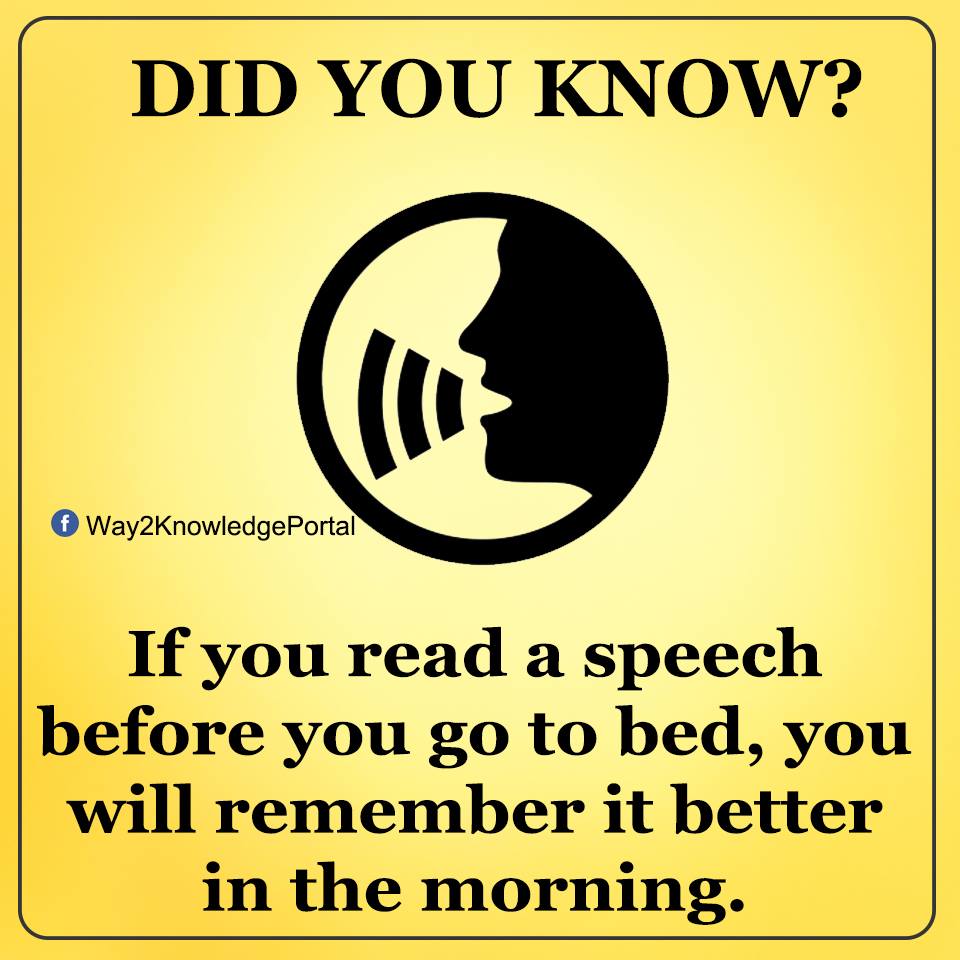 DID YOU KNOW?
f Way2KnowledgePortal
If you read a speech
before you go to bed, you
will remember it better
in the morning.